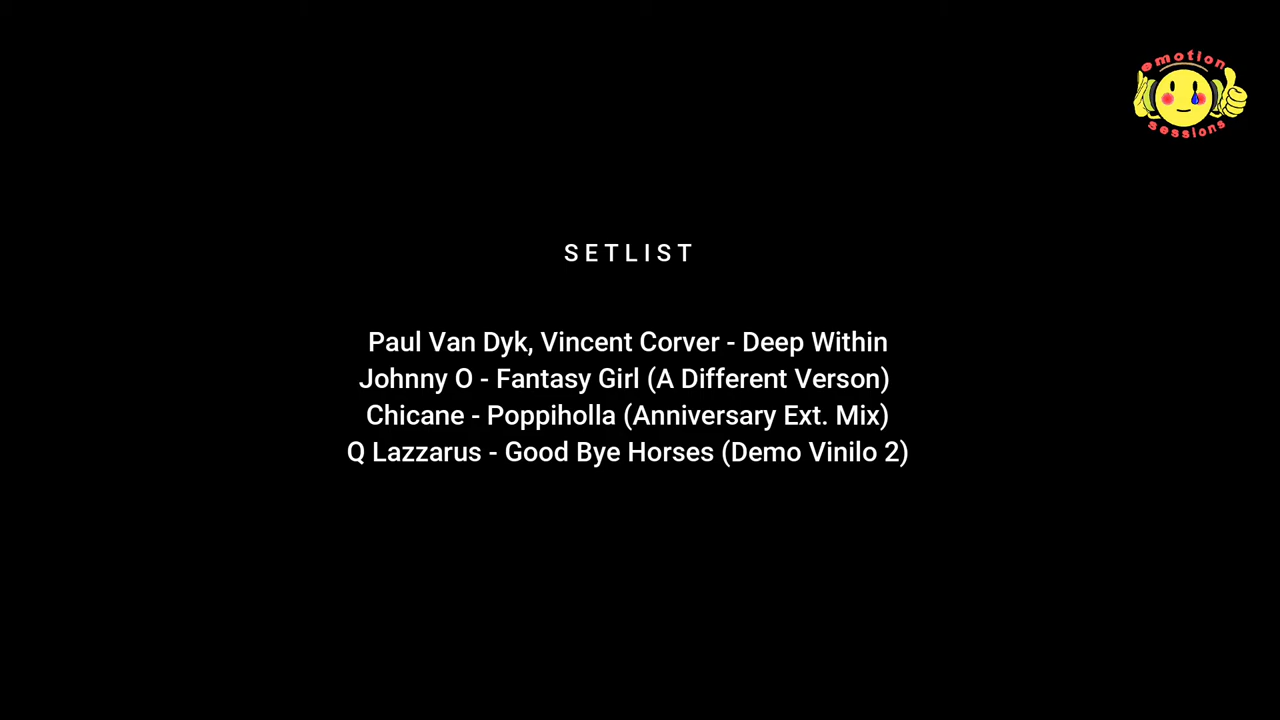 emotion
sessions
SETLIST
Paul Van Dyk, Vincent Corver - Deep Within
Johnny O - Fantasy Girl (A Different Verson)
Chicane - Poppiholla (Anniversary Ext. Mix)
Q Lazzarus - Good Bye Horses (Demo Vinilo 2)